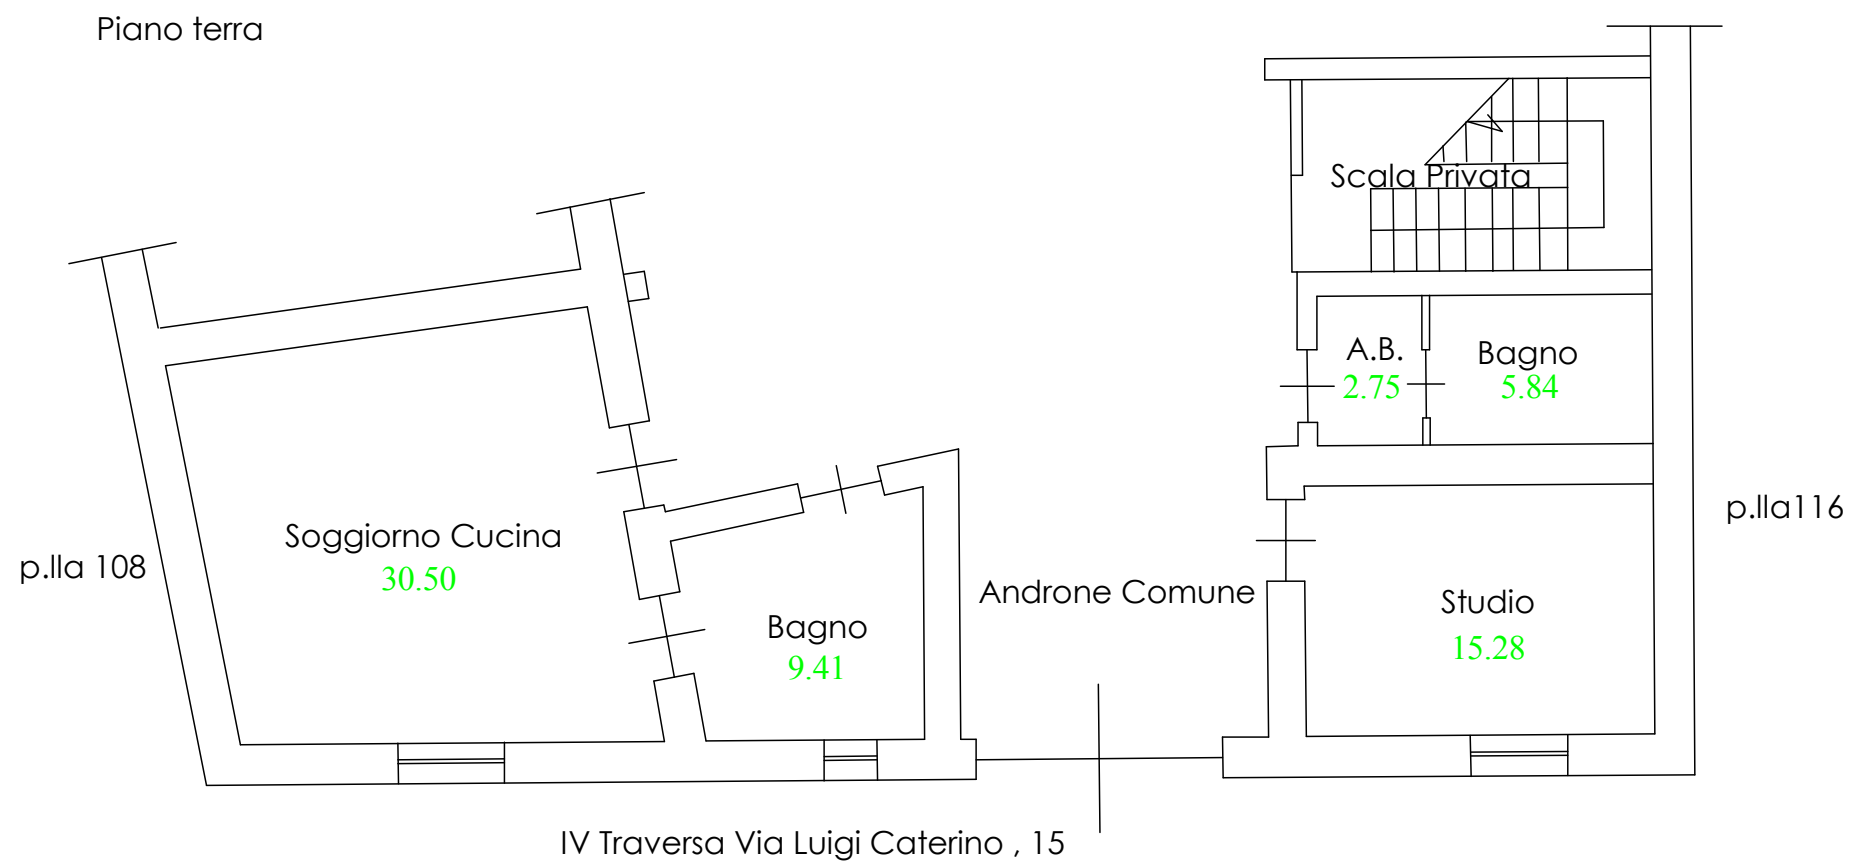 Piano terra
Scala Privata
A.B.
2.75
Bagno
5.84
Soggiorno Cucina
30.50
p.lla 108
p.lla116
Androne Comune
Studio
15.28
Bagno
9.41
IV Traversa Via Luigi Caterino , 15